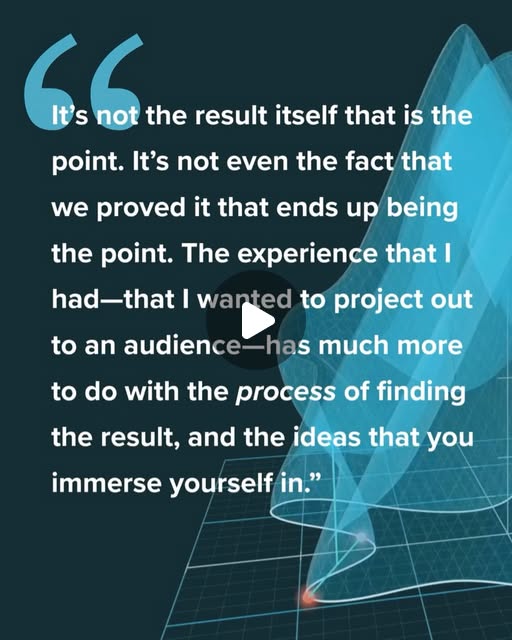 “
It’s not the result itself that is the
point. It’s not even the fact that
we proved it that ends up being
the point. The experience that I
had—that I wanted to project out
to an audience—has much more
to do with the process of finding
the result, and the ideas that you
immerse yourself in.”